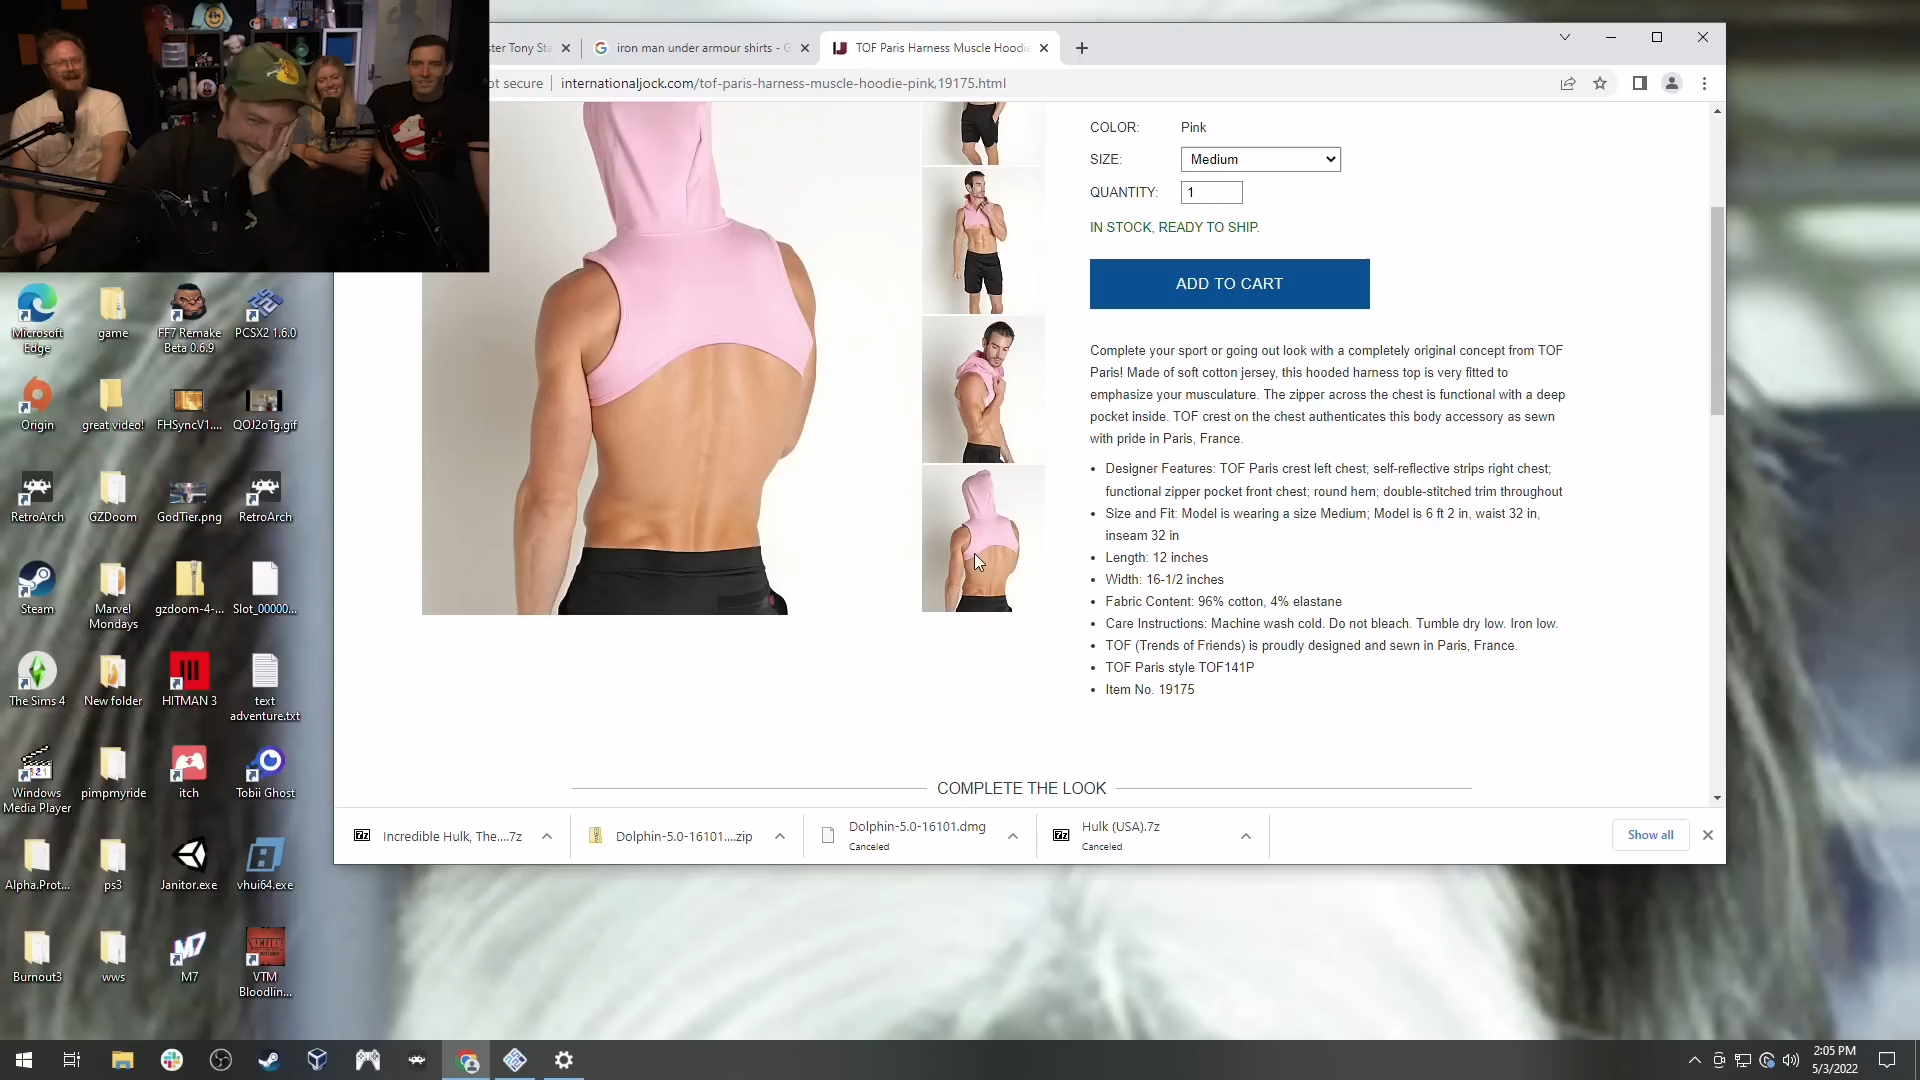 ster Tony Sta
iron man under armour shirts - G
TOF Paris Harness Muscle Hoodie
ot secure
internationaljock.com/tof-paris-harness-muscle-hoodie-pink,19175.html
COLOR: Pink
SIZE: Medium
QUANTITY: 1
IN STOCK, READY TO SHIP.
ADD TO CART
Complete your sport or going out look with a completely original concept from TOF
Paris! Made of soft cotton jersey, this hooded harness top is very fitted to
emphasize your musculature. The zipper across the chest is functional with a deep
pocket inside. TOF crest on the chest authenticates this body accessory as sewn
with pride in Paris, France.
• Designer Features: TOF Paris crest left chest; self-reflective strips right chest;
functional zipper pocket front chest; round hem; double-stitched trim throughout
• Size and Fit: Model is wearing a size Medium; Model is 6 ft 2 in, waist 32 in,
inseam 32 in
• Length: 12 inches
• Width: 16-1/2 inches
• Fabric Content: 96% cotton, 4% elastane
• Care Instructions: Machine wash cold. Do not bleach. Tumble dry low. Iron low.
• TOF (Trends of Friends) is proudly designed and sewn in Paris, France.
• TOF Paris style TOF141P
• Item No. 19175
COMPLETE THE LOOK
7z Incredible Hulk, The....7z
Dolphin-5.0-16101....zip
Dolphin-5.0-16101.dmg
Canceled
7z Hulk (USA).7z
Canceled
Show all
Microsoft
Edge
game
FF7 Remake
Beta 0.6.9
PCSX2 1.6.0
Origin
great video!
FHSyncV1....
QOJ2oTg.gif
RetroArch
GZDoom
GodTier.png
RetroArch
Steam
Marvel
Mondays
gzdoom-4-...
Slot_00000...
The Sims 4
New folder
HITMAN 3
text
adventure.txt
Windows
Media Player
pimpmyride
itch
Tobii Ghost
Alpha.Prot...
ps3
Janitor.exe
vhui64.exe
Burnout3
wws
M7
VTM
Bloodlin...
2:05 PM
5/3/2022